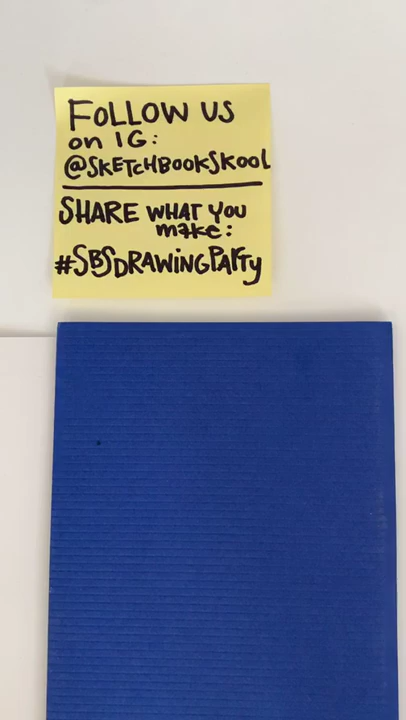 FOLLOW US
on IG:
@SKETCHBOOKSKOOL
SHARE WHAT YOU
make:
#SBSDRAWINGPARTY